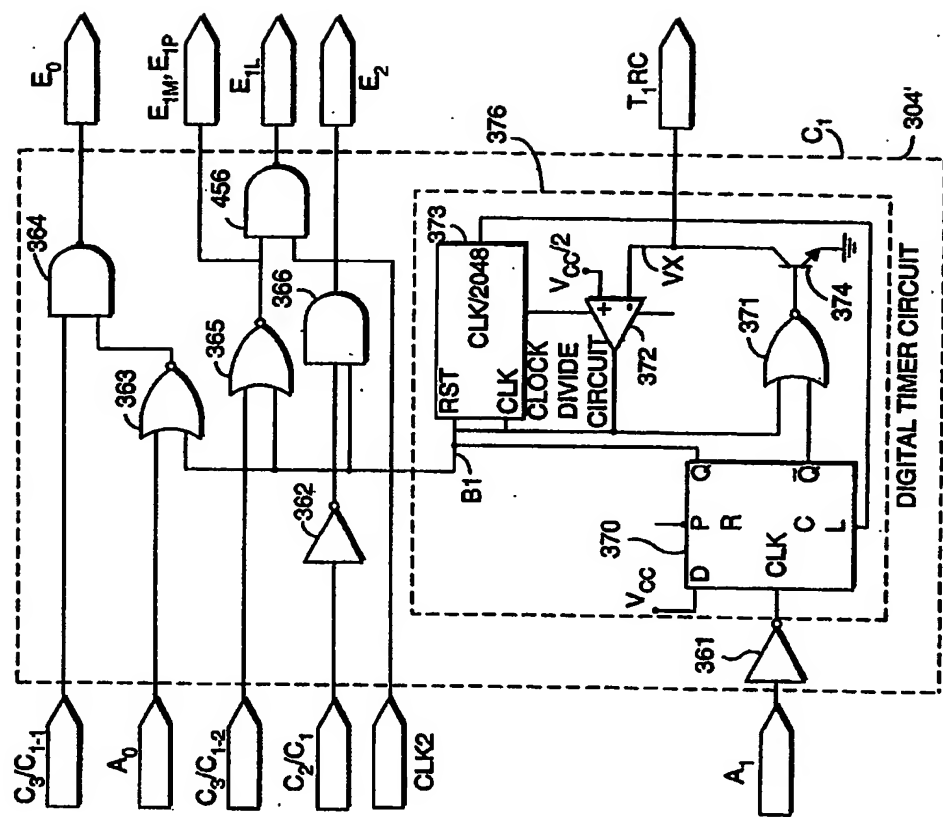 E₀
E₁M, E₁P
E₁L
E₂
T₁RC
C₁
304'
364
363
365
456
366
362
376
373
RST
CLK/2048
CLK
CLOCK
DIVIDE
CIRCUIT
V_CC/2
+
-
372
VX
371
374
B1
370
V_CC
D
P
Q
R
CLK
C
Q̅
L
DIGITAL TIMER CIRCUIT
361
C₃/C₁₋₁
A₀
C₃/C₁₋₂
C₂/C₁
CLK2
A₁